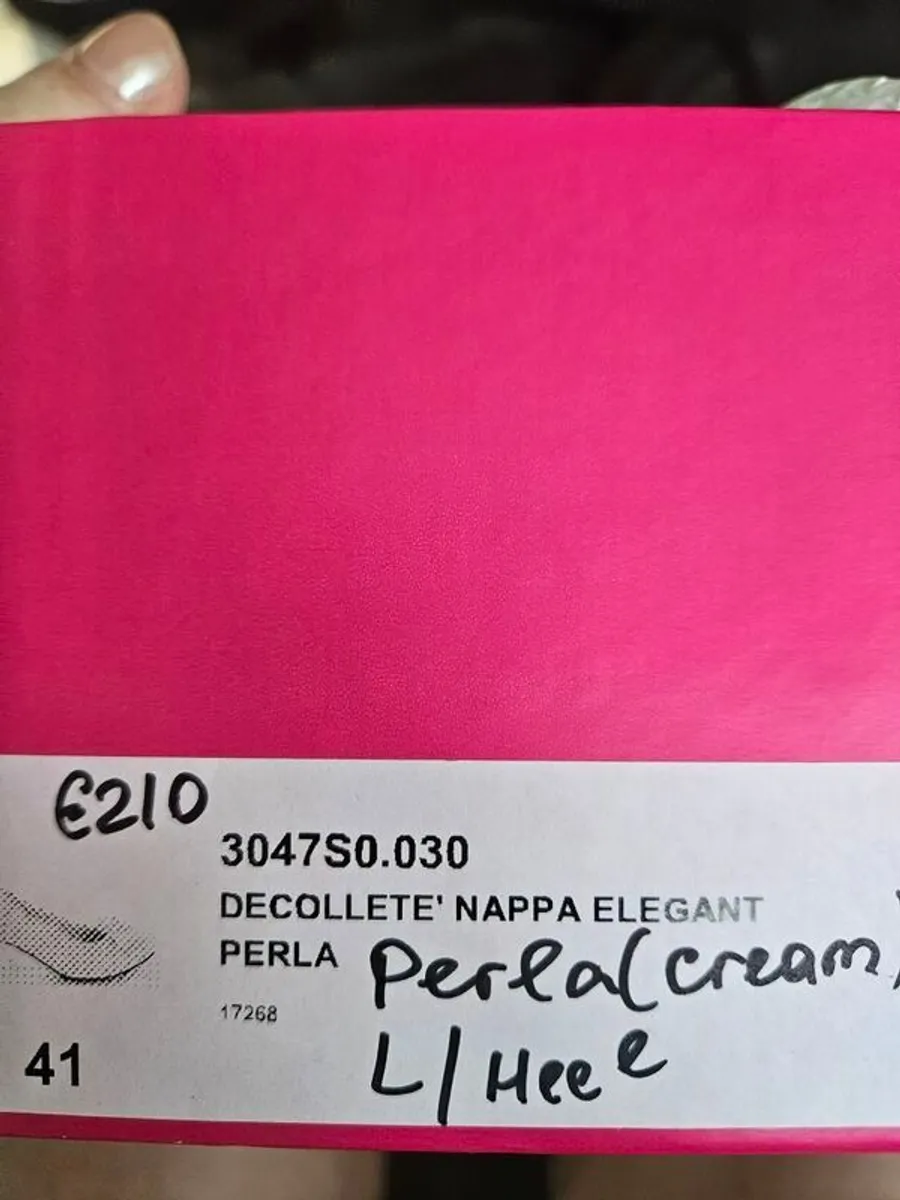 €210
3047S0.030
DECOLLETE' NAPPA ELEGANT
PERLA
Perla (cream)
17268
L/Heel
41